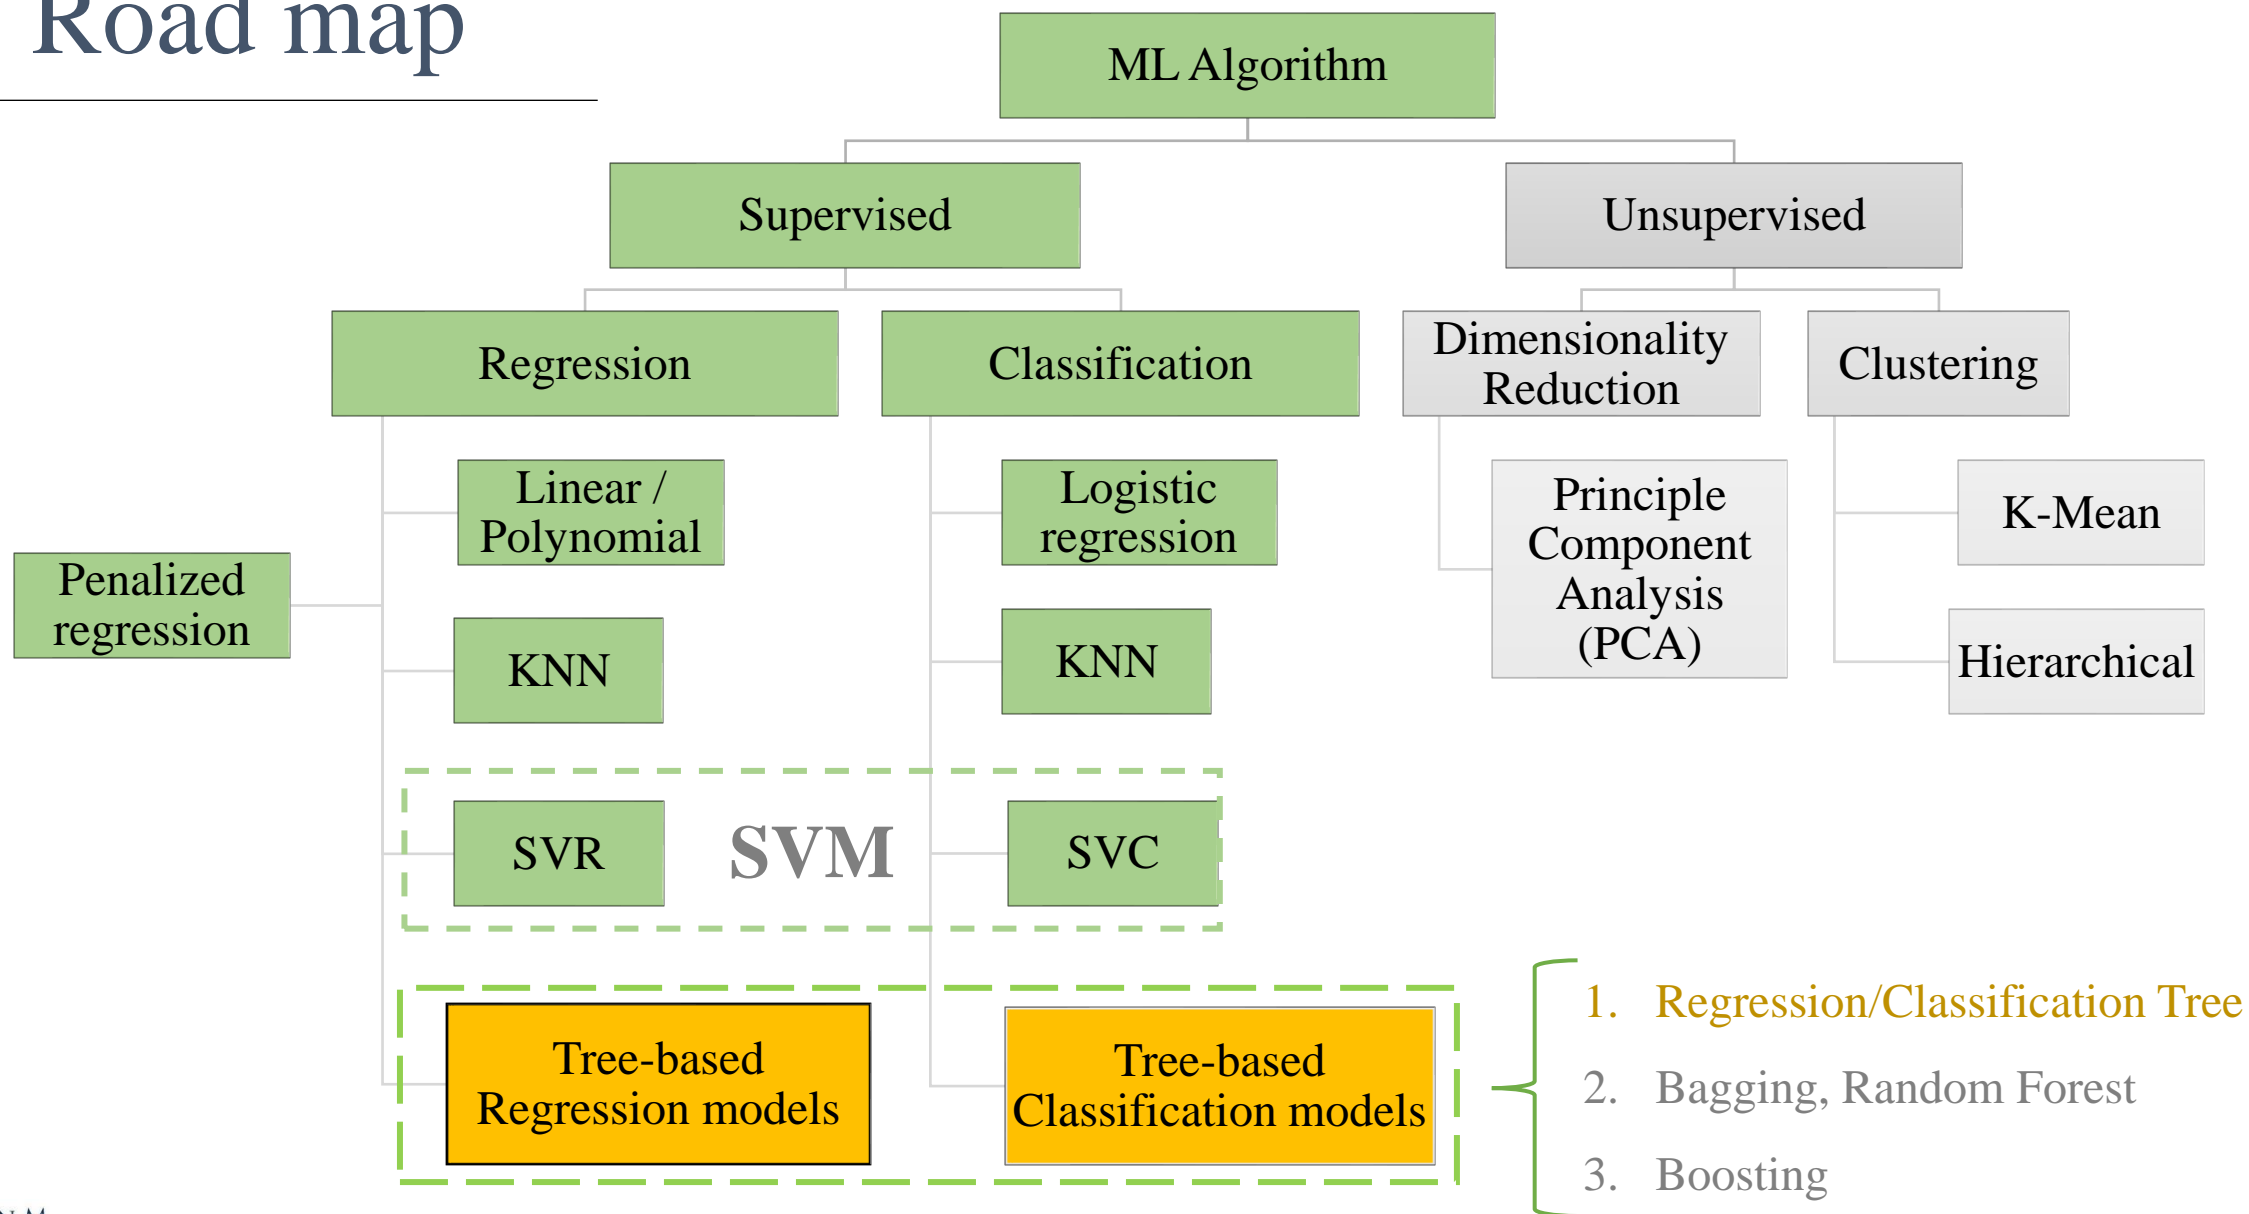 Road map
ML Algorithm
Supervised
Unsupervised
Regression
Classification
Dimensionality
Reduction
Clustering
Linear /
Polynomial
Logistic
regression
Principle
Component
Analysis
(PCA)
K-Mean
Penalized
regression
KNN
KNN
Hierarchical
SVR
SVM
SVC
Tree-based
Regression models
Tree-based
Classification models
1. Regression/Classification Tree
2. Bagging, Random Forest
3. Boosting